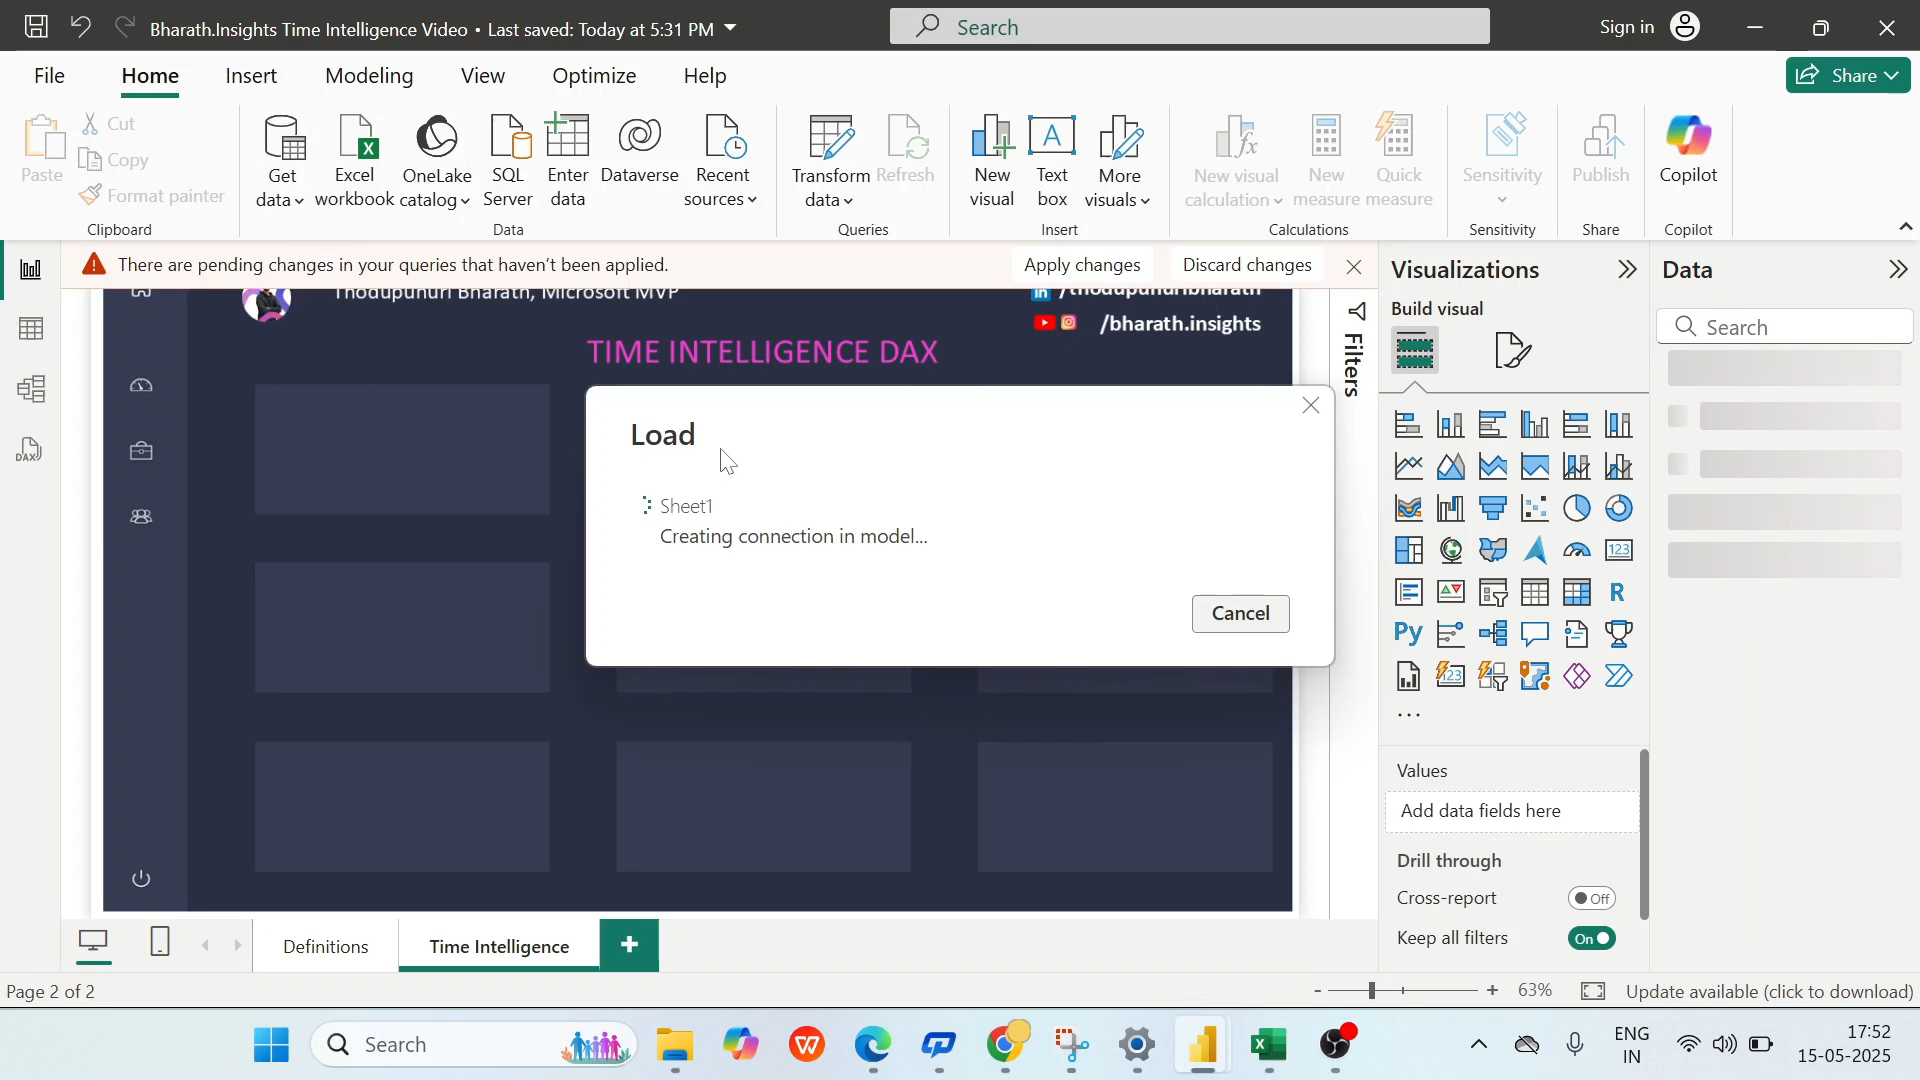 Bharath.Insights Time Intelligence Video • Last saved: Today at 5:31 PM
Search
Sign in
File
Home
Insert
Modeling
View
Optimize
Help
Share
Paste
Cut
Copy
Format painter
Clipboard
Get data
Excel workbook
OneLake catalog
SQL Server
Enter data
Dataverse
Recent sources
Data
Transform data
Refresh
Queries
New visual
Text box
More visuals
Insert
New visual calculation
New measure
Quick measure
Calculations
Sensitivity
Sensitivity
Publish
Share
Copilot
Copilot
There are pending changes in your queries that haven't been applied.
Apply changes
Discard changes
Thodupunuri Bharath, Microsoft MVP
/thodupunuribharath
/bharath.insights
TIME INTELLIGENCE DAX
Load
Sheet1
Creating connection in model...
Cancel
Filters
Visualizations
Build visual
Values
Add data fields here
Drill through
Cross-report
Off
Keep all filters
On
Data
Search
Definitions
Time Intelligence
Page 2 of 2
63%
Update available (click to download)
Search
ENG
IN
17:52
15-05-2025